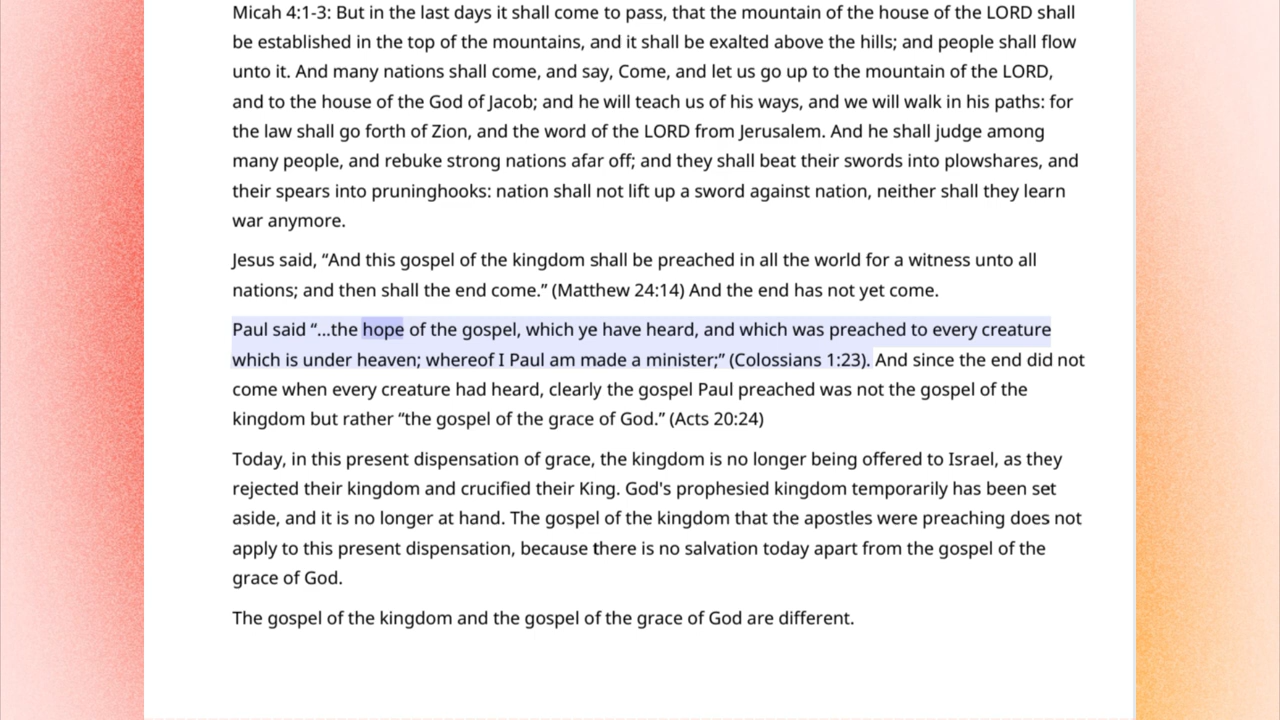 Micah 4:1-3: But in the last days it shall come to pass, that the mountain of the house of the LORD shall
be established in the top of the mountains, and it shall be exalted above the hills; and people shall flow
unto it. And many nations shall come, and say, Come, and let us go up to the mountain of the LORD,
and to the house of the God of Jacob; and he will teach us of his ways, and we will walk in his paths: for
the law shall go forth of Zion, and the word of the LORD from Jerusalem. And he shall judge among
many people, and rebuke strong nations afar off; and they shall beat their swords into plowshares, and
their spears into pruninghooks: nation shall not lift up a sword against nation, neither shall they learn
war anymore.
Jesus said, “And this gospel of the kingdom shall be preached in all the world for a witness unto all
nations; and then shall the end come.” (Matthew 24:14) And the end has not yet come.
Paul said “...the hope of the gospel, which ye have heard, and which was preached to every creature
which is under heaven; whereof I Paul am made a minister;” (Colossians 1:23). And since the end did not
come when every creature had heard, clearly the gospel Paul preached was not the gospel of the
kingdom but rather “the gospel of the grace of God.” (Acts 20:24)
Today, in this present dispensation of grace, the kingdom is no longer being offered to Israel, as they
rejected their kingdom and crucified their King. God's prophesied kingdom temporarily has been set
aside, and it is no longer at hand. The gospel of the kingdom that the apostles were preaching does not
apply to this present dispensation, because there is no salvation today apart from the gospel of the
grace of God.
The gospel of the kingdom and the gospel of the grace of God are different.